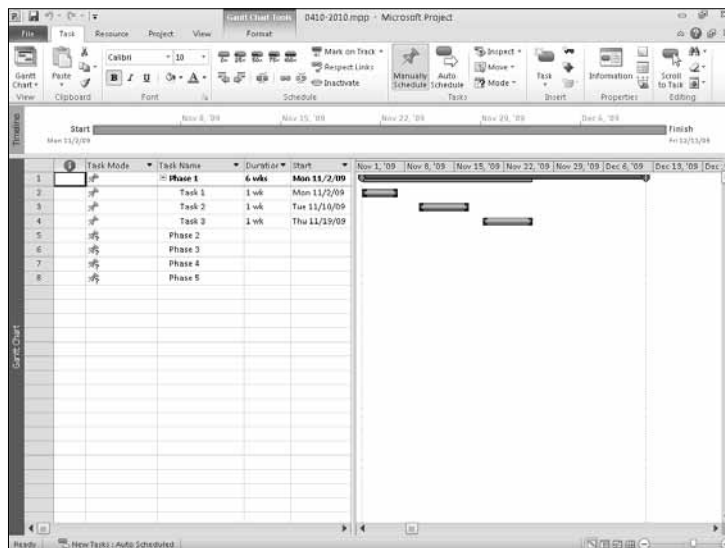 Gantt Chart Tools
0410-2010.mpp - Microsoft Project
File Task Resource Project View Format
Calibri 10
Mark on Track
Inspect
Respect Links
Move
Inactivate
Mode
Gantt Chart
Paste
B I U
A
Manually Schedule
Auto Schedule
Task
Information
Scroll to Task
View Clipboard Font Schedule Tasks Insert Properties Editing
Timeline
Nov 8, '09 Nov 15, '09 Nov 22, '09 Nov 29, '09 Dec 6, '09
Start
Mon 11/2/09
Finish
Fri 12/11/09
Task Mode Task Name Duration Start
Nov 1, '09 Nov 8, '09 Nov 15, '09 Nov 22, '09 Nov 29, '09 Dec 6, '09 Dec 13, '09 Dec
1 Phase 1 6 wks Mon 11/2/09
2 Task 1 1 wk Mon 11/2/09
3 Task 2 1 wk Tue 11/10/09
4 Task 3 1 wk Thu 11/19/09
5 Phase 2
6 Phase 3
7 Phase 4
8 Phase 5
Gantt Chart
Ready New Tasks : Auto Scheduled